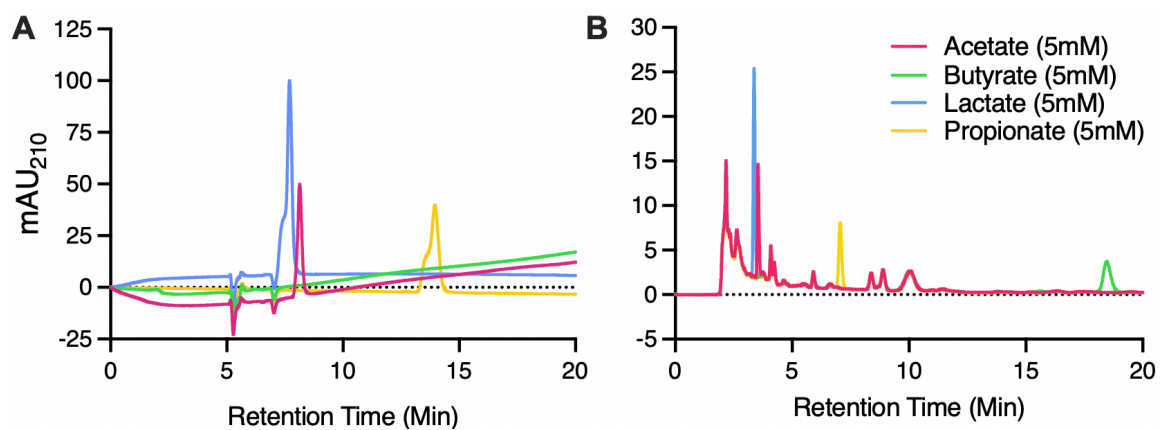 A
125
100
75
50
25
0
-25
mAU210
0 5 10 15 20
Retention Time (Min)
B
30
25
20
15
10
5
0
-5
Acetate (5mM)
Butyrate (5mM)
Lactate (5mM)
Propionate (5mM)
0 5 10 15 20
Retention Time (Min)